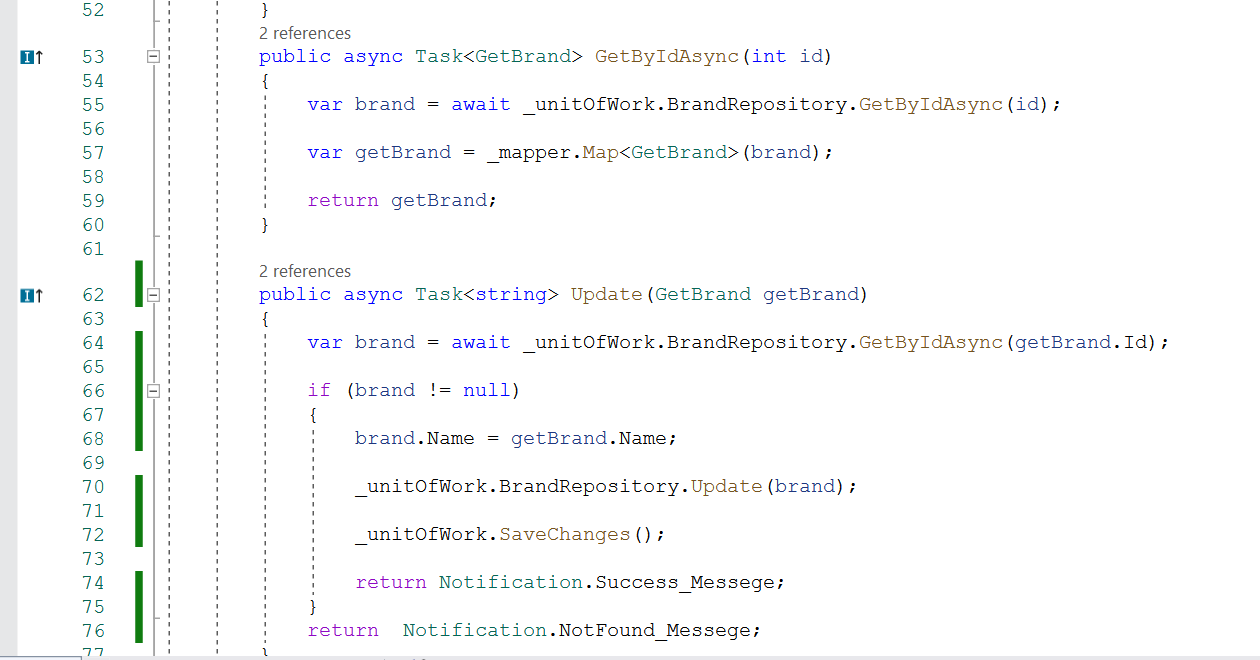 52 }
2 references
53 public async Task<GetBrand> GetByIdAsync(int id)
54 {
55 var brand = await _unitOfWork.BrandRepository.GetByIdAsync(id);
56
57 var getBrand = _mapper.Map<GetBrand>(brand);
58
59 return getBrand;
60 }
61
2 references
62 public async Task<string> Update(GetBrand getBrand)
63 {
64 var brand = await _unitOfWork.BrandRepository.GetByIdAsync(getBrand.Id);
65
66 if (brand != null)
67 {
68 brand.Name = getBrand.Name;
69
70 _unitOfWork.BrandRepository.Update(brand);
71
72 _unitOfWork.SaveChanges();
73
74 return Notification.Success_Messege;
75 }
76 return Notification.NotFound_Messege;
77 }